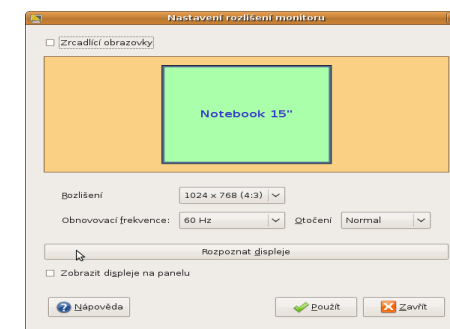 Nastavení rozlišení monitoru
Zrcadlící obrazovky
Notebook 15"
Rozlišení 1024 × 768 (4:3)
Obnovovací frekvence: 60 Hz Otočení Normal
Rozpoznat displeje
Zobrazit displeje na panelu
Nápověda Použít Zavřít